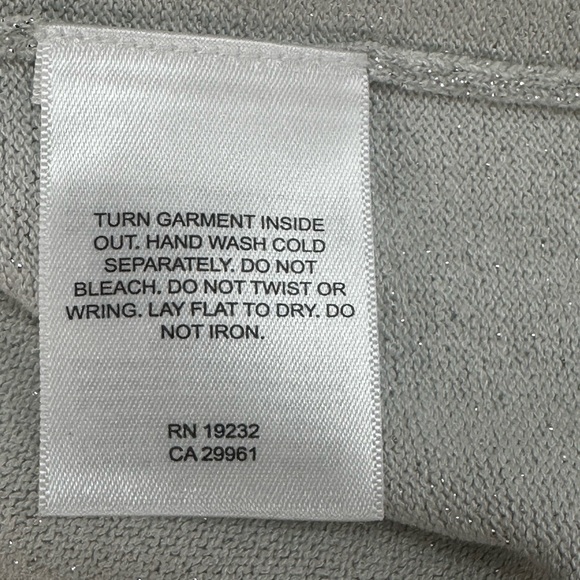 TURN GARMENT INSIDE
OUT. HAND WASH COLD
SEPARATELY. DO NOT
BLEACH. DO NOT TWIST OR
WRING. LAY FLAT TO DRY. DO
NOT IRON.
RN 19232
CA 29961